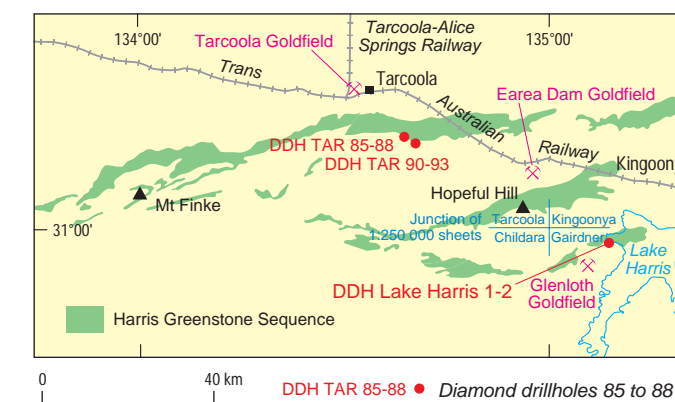 134°00'
135°00'
Tarcoola-Alice
Springs Railway
Tarcoola Goldfield
Trans
Tarcoola
Australian
Earea Dam Goldfield
Railway
DDH TAR 85-88
DDH TAR 90-93
Kingoony
Mt Finke
Hopeful Hill
31°00'
Junction of
1:250 000 sheets
Tarcoola
Kingoonya
Childara
Gairdner
Lake
Harris
DDH Lake Harris 1-2
Glenloth
Goldfield
Harris Greenstone Sequence
0
40 km
DDH TAR 85-88
Diamond drillholes 85 to 88